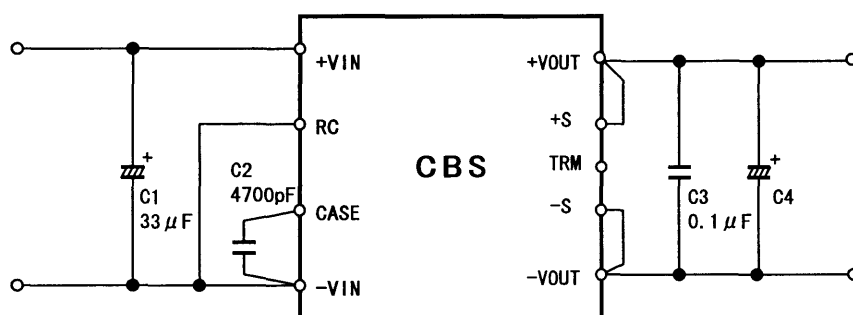 +VIN
+VOUT
RC
+S
C2
4700pF
CBS
TRM
+
C1
33μF
CASE
-S
C3
0.1μF
+
C4
-VIN
-VOUT